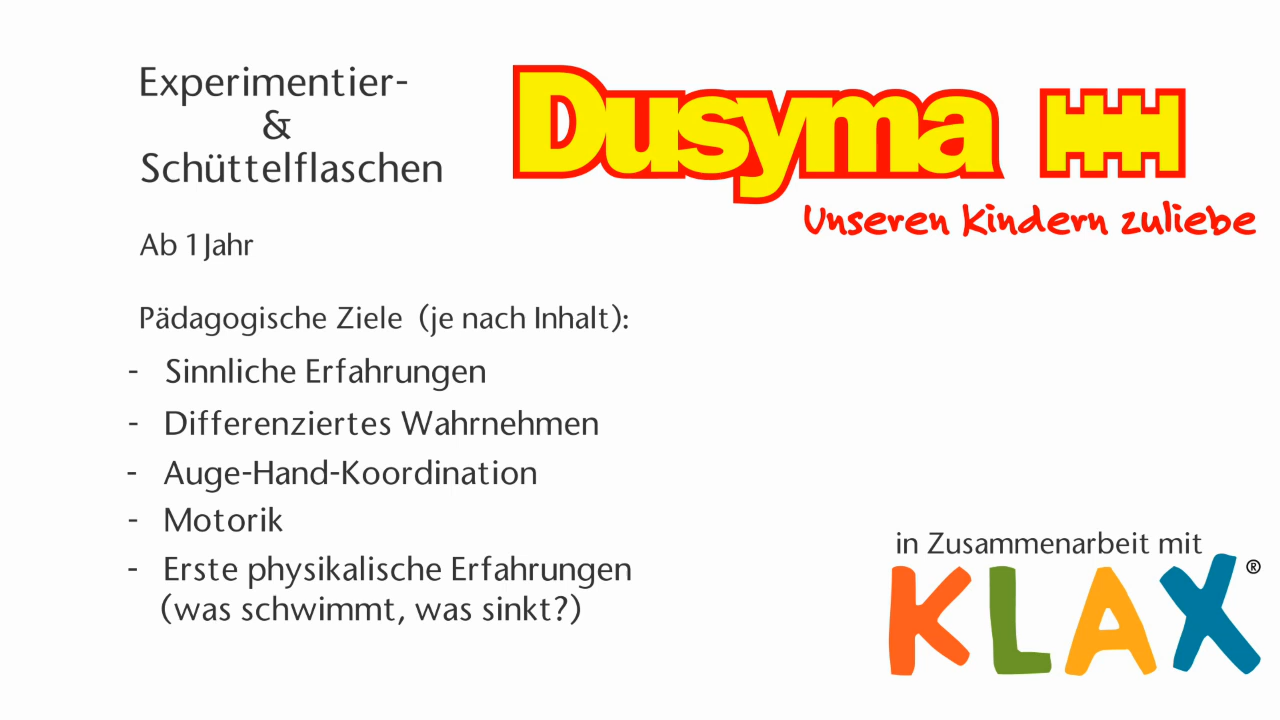 Experimentier-
&
Schüttelflaschen
Dusyma
Unseren Kindern zuliebe
Ab 1 Jahr
Pädagogische Ziele (je nach Inhalt):
- Sinnliche Erfahrungen
- Differenziertes Wahrnehmen
- Auge-Hand-Koordination
- Motorik
- Erste physikalische Erfahrungen
(was schwimmt, was sinkt?)
in Zusammenarbeit mit
KLAX®